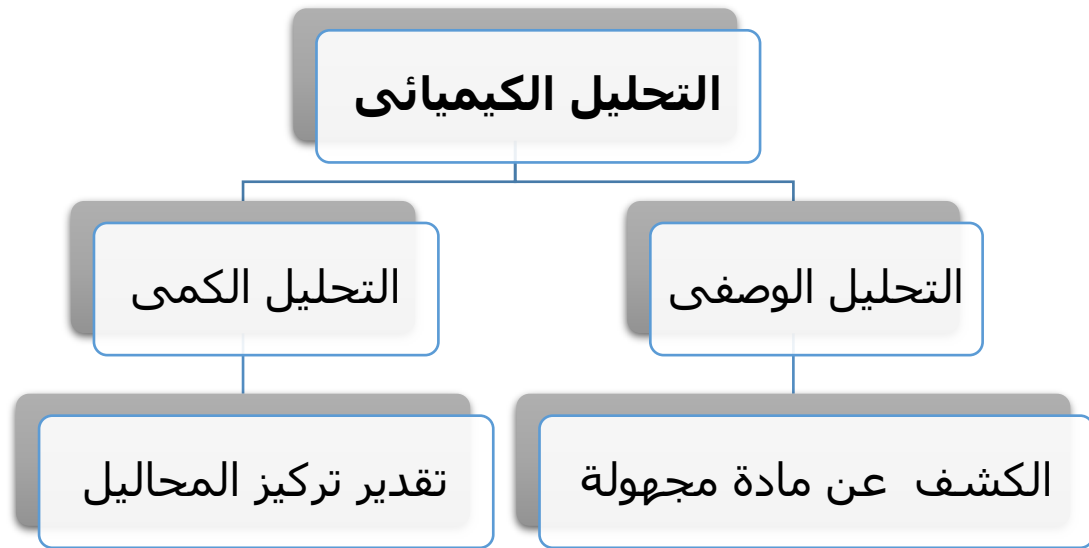 التحليل الكيميائى
التحليل الوصفى
التحليل الكمى
الكشف عن مادة مجهولة
تقدير تركيز المحاليل